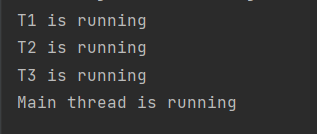 T1 is running
T2 is running
T3 is running
Main thread is running